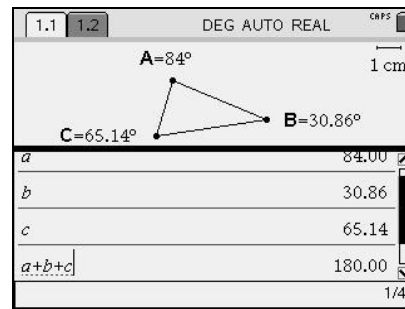 1.1 1.2 DEG AUTO REAL CAPS
A=84°
1 cm
B=30.86°
C=65.14°
a 84.00
b 30.86
c 65.14
a+b+c 180.00
1/4